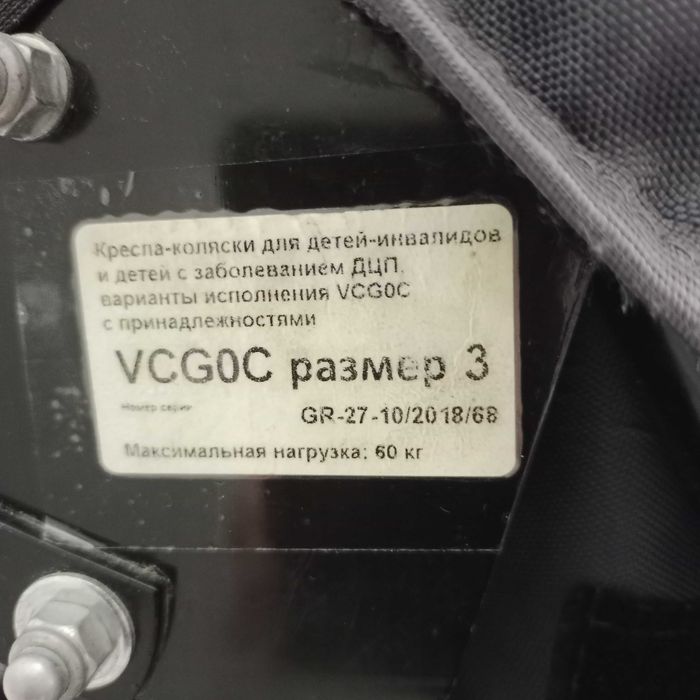 Кресла-коляски для детей-инвалидов
и детей с заболеванием ДЦП,
варианты исполнения VCG0C
с принадлежностями
VCG0C размер 3
Номер серии GR-27-10/2018/68
Максимальная нагрузка: 60 кг